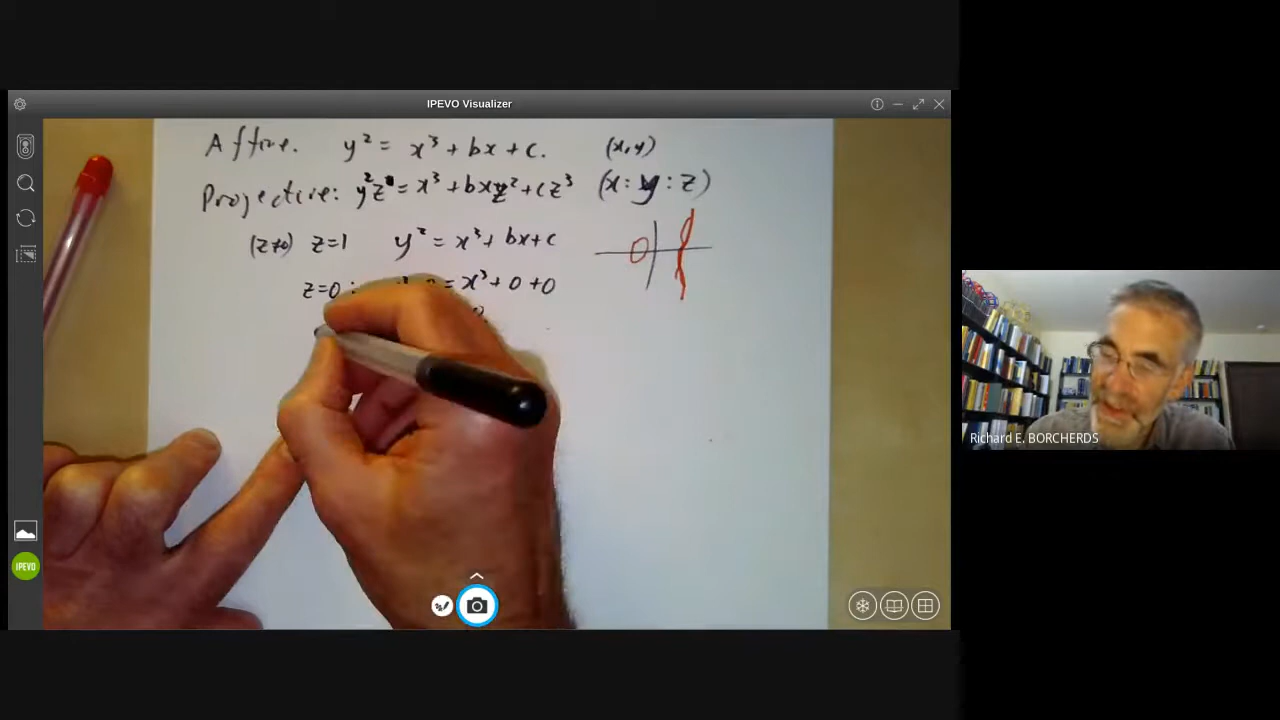 IPEVO Visualizer
Affine. y² = x³ + bx + c. (x,y)
Projective: y²z = x³ + bxz² + cz³ (x : y : z)
(z≠0) z=1 y² = x³ + bx + c
z=0 : = x³ + 0 + 0
Richard E. BORCHERDS
IPEVO